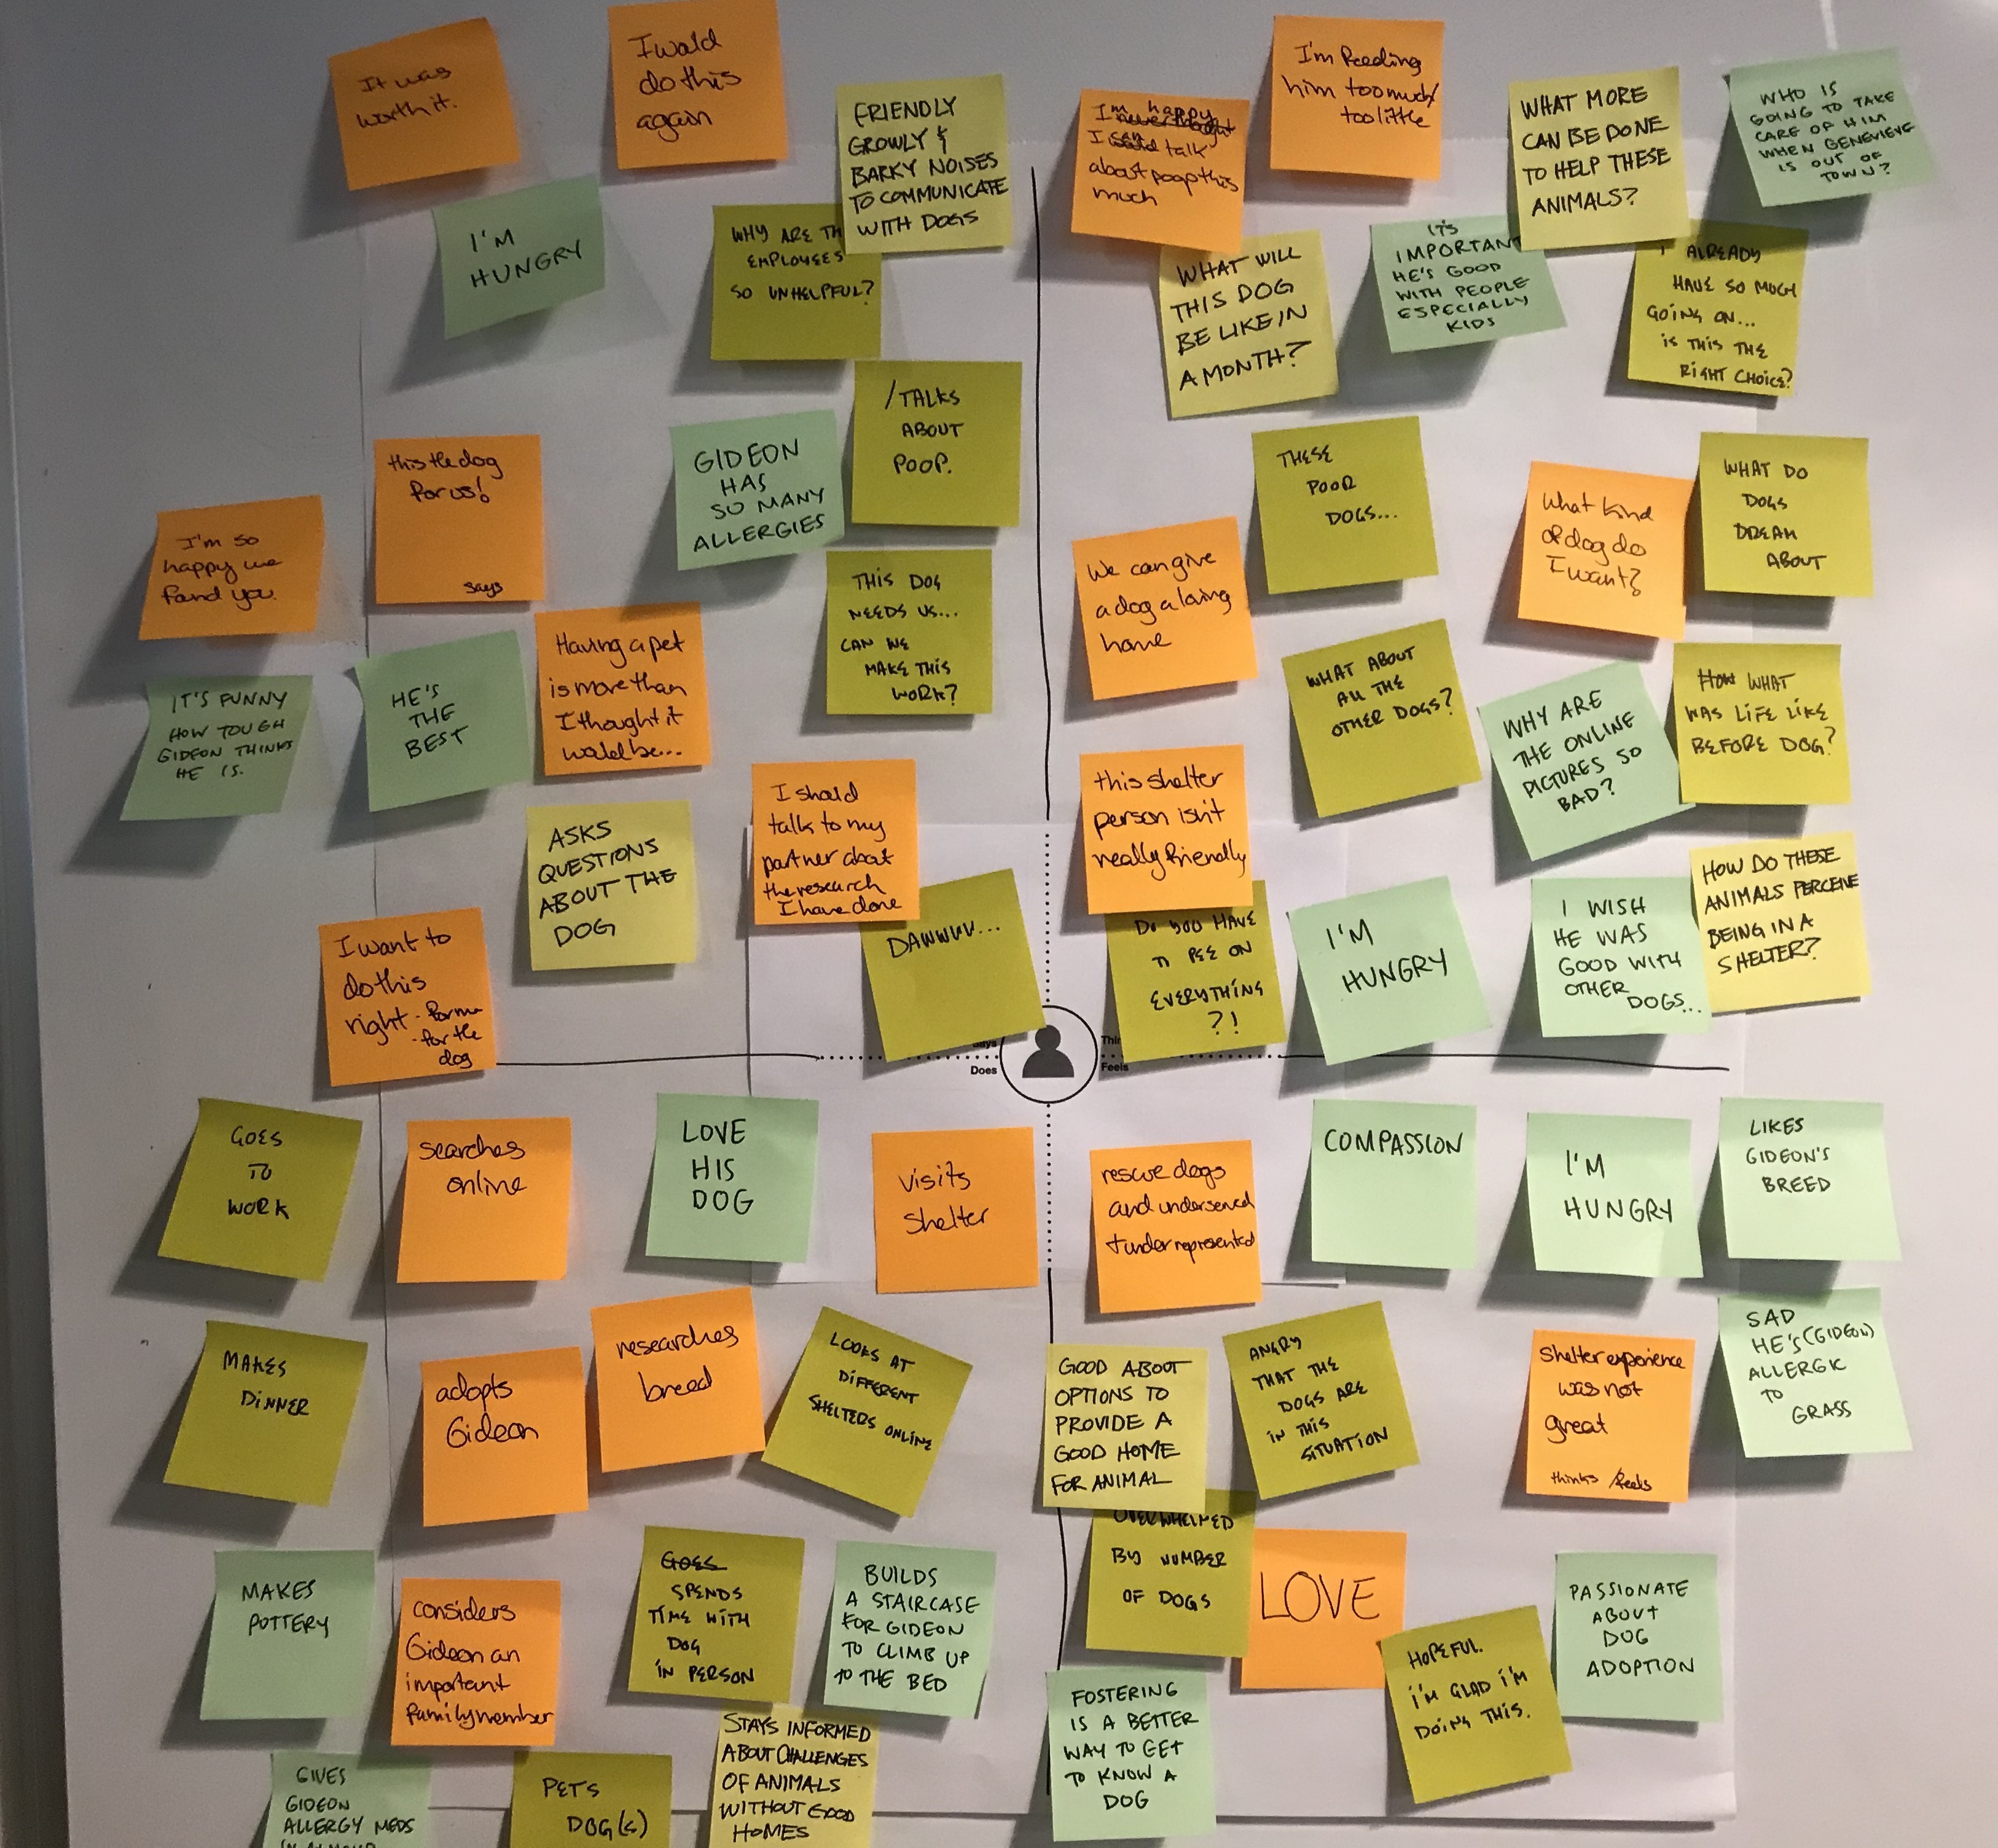 It was
worth it.
I would
do this
again
FRIENDLY
GROWLY &
BARKY NOISES
TO COMMUNICATE
WITH DOGS
I'M
HUNGRY
WHY ARE TH
EMPLOYEES
SO UNHELPFUL?
/TALKS
ABOUT
POOP.
this the dog
for us!
says
GIDEON
HAS
SO MANY
ALLERGIES
I'm so
happy we
found you.
THIS DOG
NEEDS US...
CAN WE
MAKE THIS
WORK?
IT'S FUNNY
HOW TOUGH
GIDEON THINKS
HE IS.
HE'S
THE
BEST
Having a pet
is more than
I thought it
would be...
ASKS
QUESTIONS
ABOUT THE
DOG
I should
talk to my
partner about
the research
I have done
I want to
do this
right - for me
- for the
dog
DAWWWW...
I'm happy
never thought
I can talk
about poop this
much
I'm feeding
him too much/
too little
WHAT MORE
CAN BE DONE
TO HELP THESE
ANIMALS?
WHO IS
GOING TO TAKE
CARE OF HIM
WHEN GENEVIEVE
IS OUT OF
TOWN?
WHAT WILL
THIS DOG
BE LIKE IN
A MONTH?
IT'S
IMPORTANT
HE'S GOOD
WITH PEOPLE
ESPECIALLY
KIDS
I ALREADY
HAVE SO MUCH
GOING ON...
IS THIS THE
RIGHT CHOICE?
THESE
POOR
DOGS...
What kind
of dog do
I want?
WHAT DO
DOGS
DREAM
ABOUT
We can give
a dog a loving
home
WHAT ABOUT
ALL THE
OTHER DOGS?
WHY ARE
THE ONLINE
PICTURES SO
BAD?
HOW WHAT
WAS LIFE LIKE
BEFORE DOG?
this shelter
person isn't
really friendly
DO YOU HAVE
TO PEE ON
EVERYTHING
?!
I'M
HUNGRY
I WISH
HE WAS
GOOD WITH
OTHER
DOGS...
HOW DO THESE
ANIMALS PERCEIVE
BEING IN A
SHELTER?
Says
Thin
Does
Feels
GOES
TO
WORK
searches
online
LOVE
HIS
DOG
visits
shelter
MAKES
DINNER
adopts
Gideon
researches
breed
LOOKS AT
DIFFERENT
SHELTERS ONLINE
MAKES
POTTERY
considers
Gideon an
important
family member
GOES
SPENDS
TIME WITH
DOG
IN PERSON
BUILDS
A STAIRCASE
FOR GIDEON
TO CLIMB UP
TO THE BED
GIVES
GIDEON
ALLERGY MEDS
PETS
DOG(S)
STAYS INFORMED
ABOUT CHALLENGES
OF ANIMALS
WITHOUT GOOD
HOMES
rescue dogs
and underserved
+ underrepresented
COMPASSION
I'M
HUNGRY
LIKES
GIDEON'S
BREED
GOOD ABOUT
OPTIONS TO
PROVIDE A
GOOD HOME
FOR ANIMAL
ANGRY
THAT THE
DOGS ARE
IN THIS
SITUATION
Shelter experience
was not
great
thinks/feels
SAD
HE'S (GIDEON)
ALLERGIC
TO
GRASS
OVERWHELMED
BY NUMBER
OF DOGS
LOVE
HOPEFUL.
I'M GLAD I'M
DOING THIS.
PASSIONATE
ABOUT
DOG
ADOPTION
FOSTERING
IS A BETTER
WAY TO GET
TO KNOW A
DOG